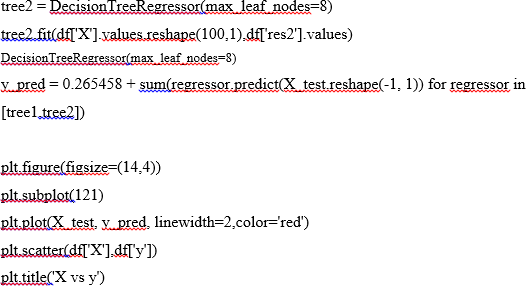 tree2 = DecisionTreeRegressor(max_leaf_nodes=8)
tree2.fit(df['X'].values.reshape(100,1),df['res2'].values)
DecisionTreeRegressor(max_leaf_nodes=8)
y_pred = 0.265458 + sum(regressor.predict(X_test.reshape(-1, 1)) for regressor in
[tree1,tree2])
plt.figure(figsize=(14,4))
plt.subplot(121)
plt.plot(X_test, y_pred, linewidth=2,color='red')
plt.scatter(df['X'],df['y'])
plt.title('X vs y')